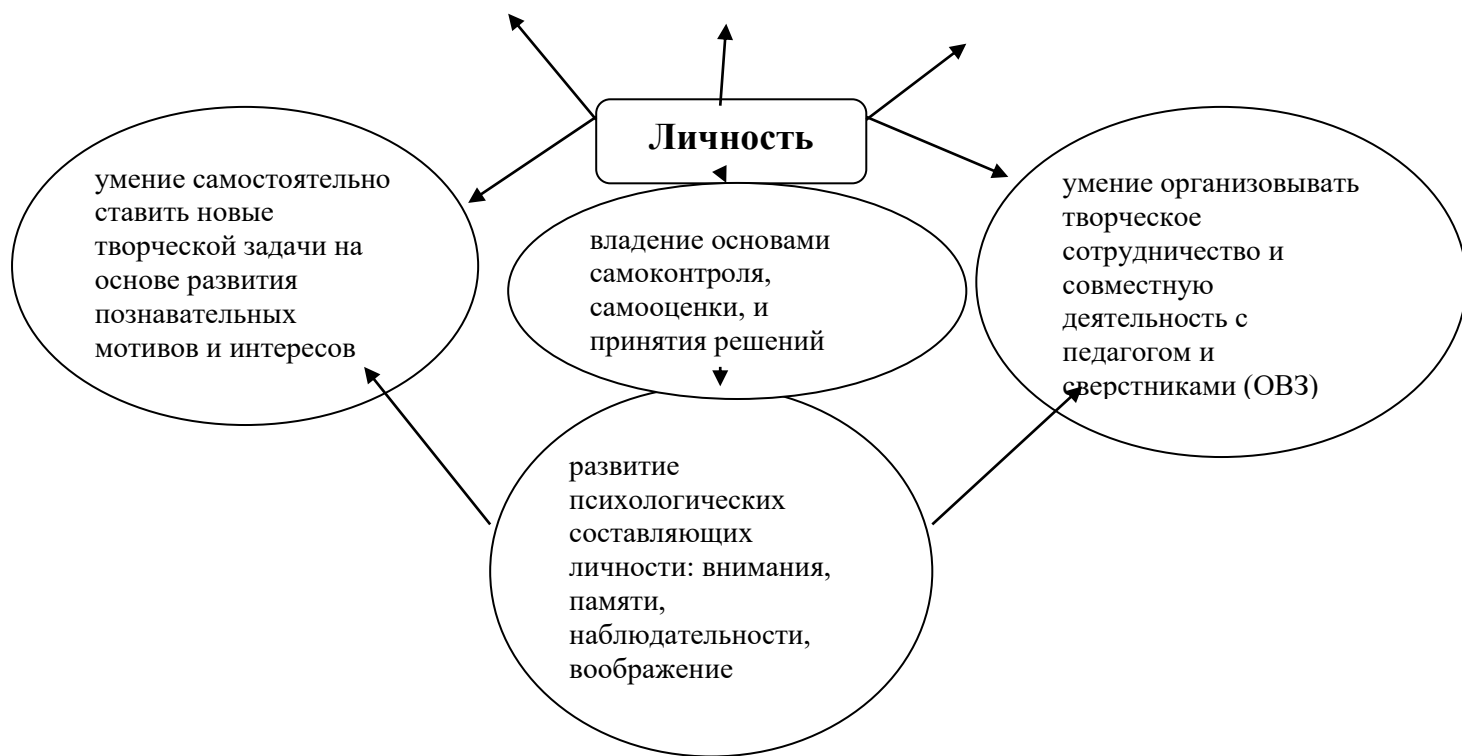 Личность
умение самостоятельно
ставить новые
творческой задачи на
основе развития
познавательных
мотивов и интересов
владение основами
самоконтроля,
самооценки, и
принятия решений
умение организовывать
творческое
сотрудничество и
совместную
деятельность с
педагогом и
сверстниками (ОВЗ)
развитие
психологических
составляющих
личности: внимания,
памяти,
наблюдательности,
воображение